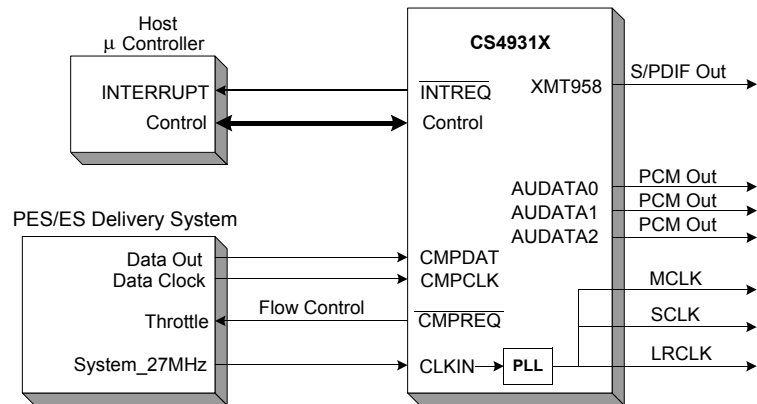 Host
μ Controller
INTERRUPT
Control
CS4931X
INTREQ
Control
XMT958
S/PDIF Out
AUDATA0
AUDATA1
AUDATA2
PCM Out
PCM Out
PCM Out
PES/ES Delivery System
Data Out
Data Clock
Throttle
System_27MHz
Flow Control
CMPDAT
CMPCLK
CMPREQ
CLKIN
PLL
MCLK
SCLK
LRCLK